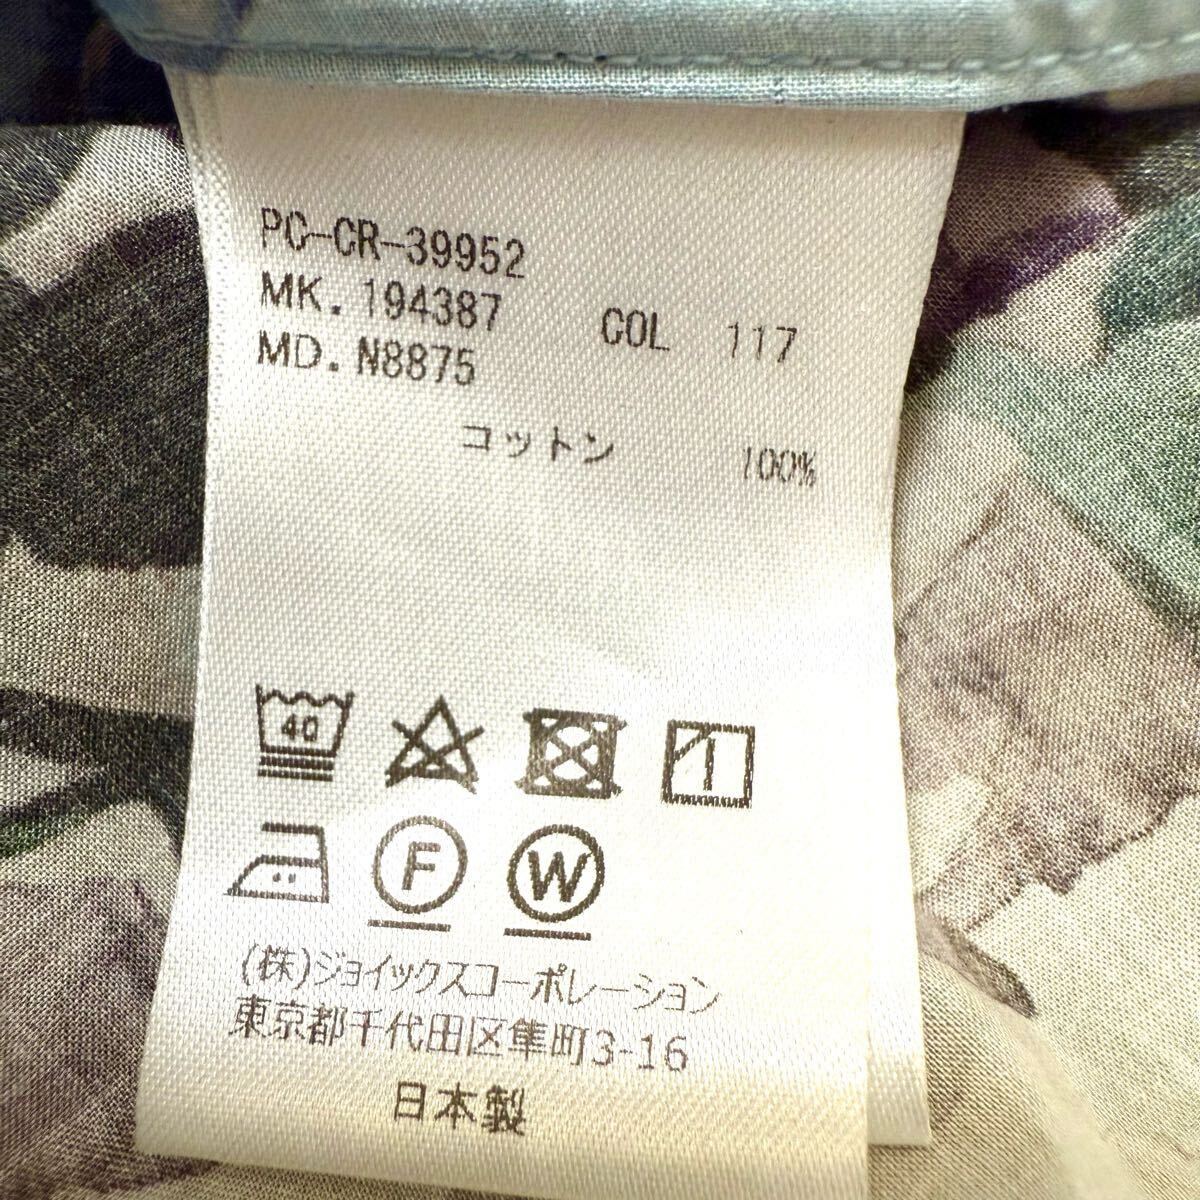 PC-CR-39952
MK. 194387 COL 117
MD. N8875
コットン 100%
40
F W
(株)ジョイックスコーポレーション
東京都千代田区隼町3-16
日本製